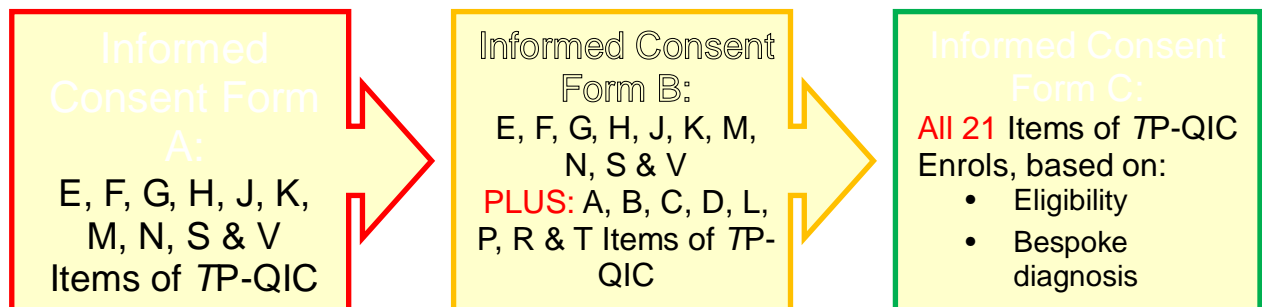 Informed
Consent Form
A:
E, F, G, H, J, K,
M, N, S & V
Items of TP-QIC
Informed Consent
Form B:
E, F, G, H, J, K, M,
N, S & V
PLUS: A, B, C, D, L,
P, R & T Items of TP-
QIC
Informed Consent
Form C:
All 21 Items of TP-QIC
Enrols, based on:
• Eligibility
• Bespoke
diagnosis